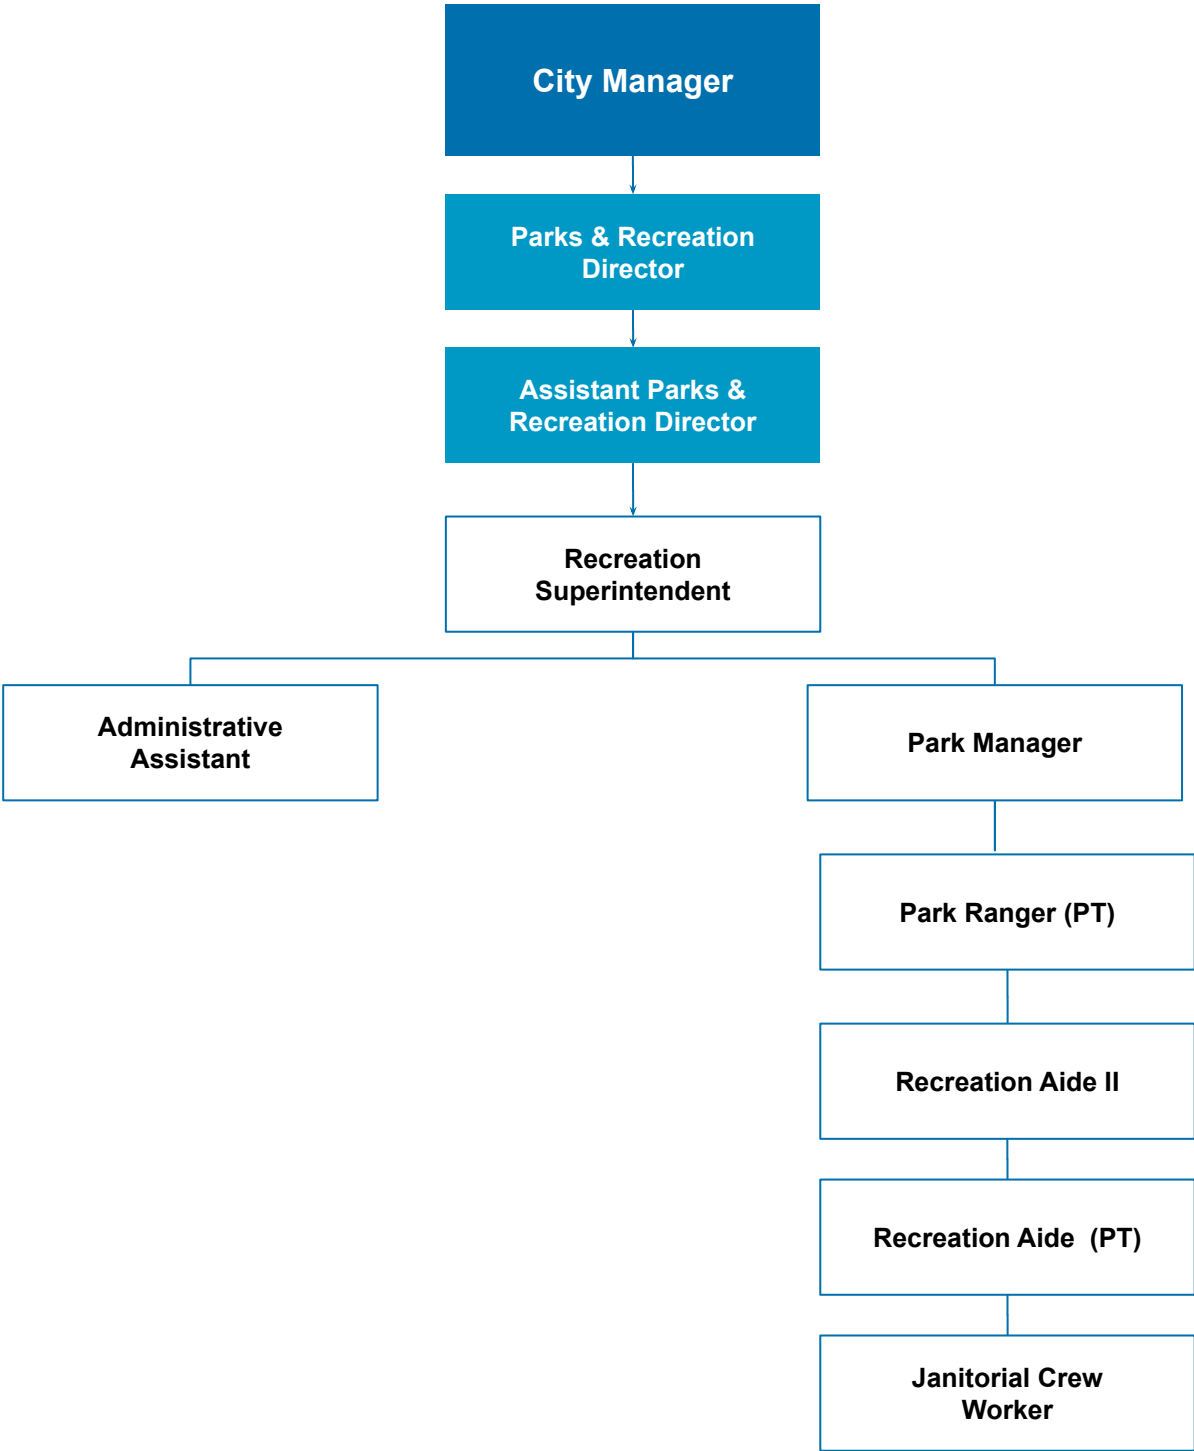 City Manager
Parks & Recreation
Director
Assistant Parks &
Recreation Director
Recreation
Superintendent
Administrative
Assistant
Park Manager
Park Ranger (PT)
Recreation Aide II
Recreation Aide  (PT)
Janitorial Crew
Worker